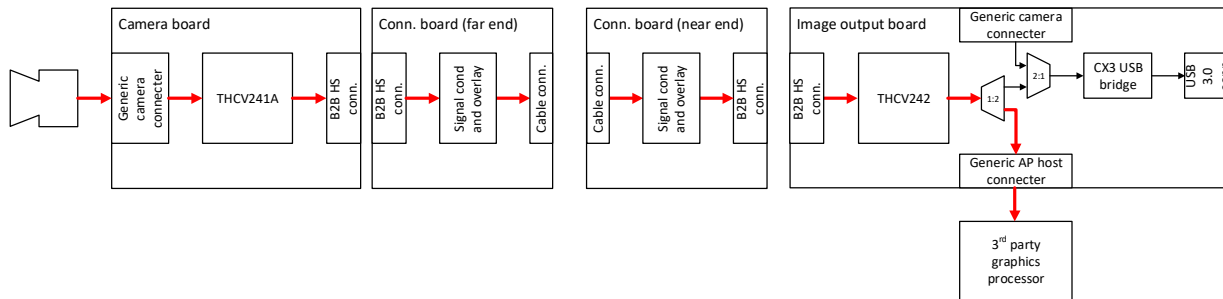 Camera board
Generic
camera
connecter
THCV241A
B2B HS
conn.
Conn. board (far end)
B2B HS
conn.
Signal cond
and overlay
Cable conn.
Conn. board (near end)
Cable conn.
Signal cond
and overlay
B2B HS
conn.
Image output board
B2B HS
conn.
THCV242
1:2
Generic camera
connecter
2:1
CX3 USB
bridge
USB
3.0
Generic AP host
connecter
3rd party
graphics
processor